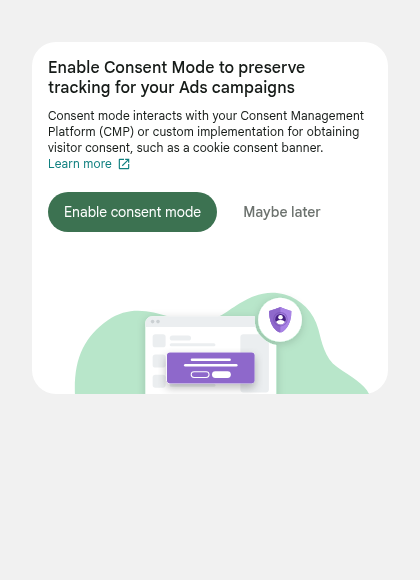 Enable Consent Mode to preserve
tracking for your Ads campaigns
Consent mode interacts with your Consent Management
Platform (CMP) or custom implementation for obtaining
visitor consent, such as a cookie consent banner.
Learn more
Enable consent mode
Maybe later